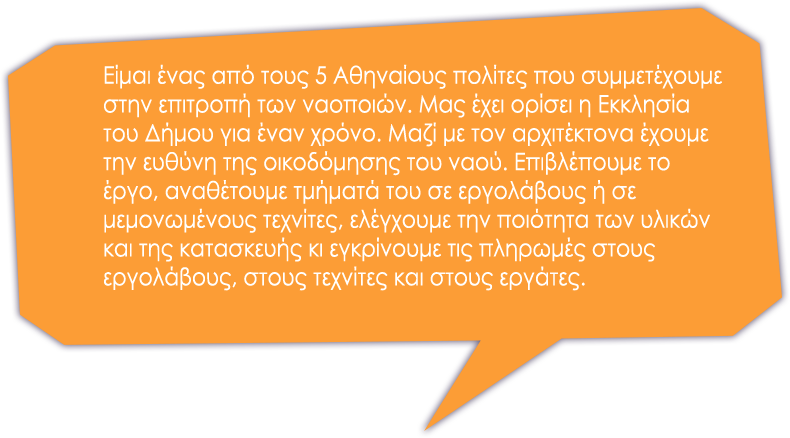 Είμαι ένας από τους 5 Αθηναίους πολίτες που συμμετέχουμε
στην επιτροπή των ναοποιών. Μας έχει ορίσει η Εκκλησία
του Δήμου για έναν χρόνο. Μαζί με τον αρχιτέκτονα έχουμε
την ευθύνη της οικοδόμησης του ναού. Επιβλέπουμε το
έργο, αναθέτουμε τμήματά του σε εργολάβους ή σε
μεμονωμένους τεχνίτες, ελέγχουμε την ποιότητα των υλικών
και της κατασκευής κι εγκρίνουμε τις πληρωμές στους
εργολάβους, στους τεχνίτες και στους εργάτες.